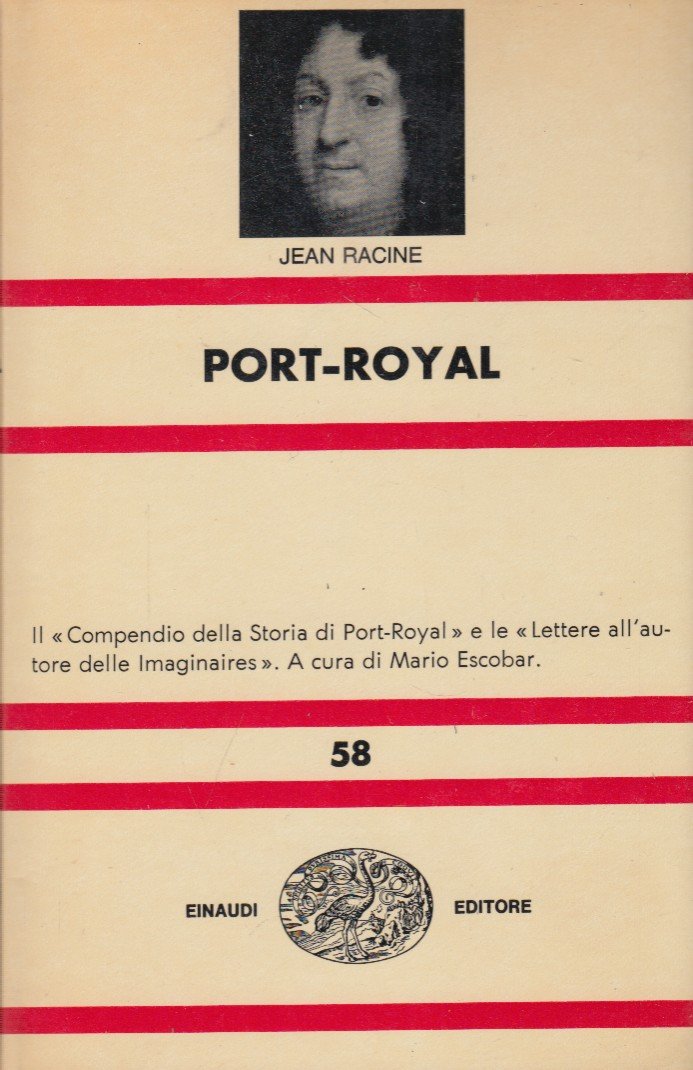 JEAN RACINE
PORT-ROYAL
Il « Compendio della Storia di Port-Royal » e le « Lettere all'au-
tore delle Imaginaires ». A cura di Mario Escobar.
58
EINAUDI EDITORE